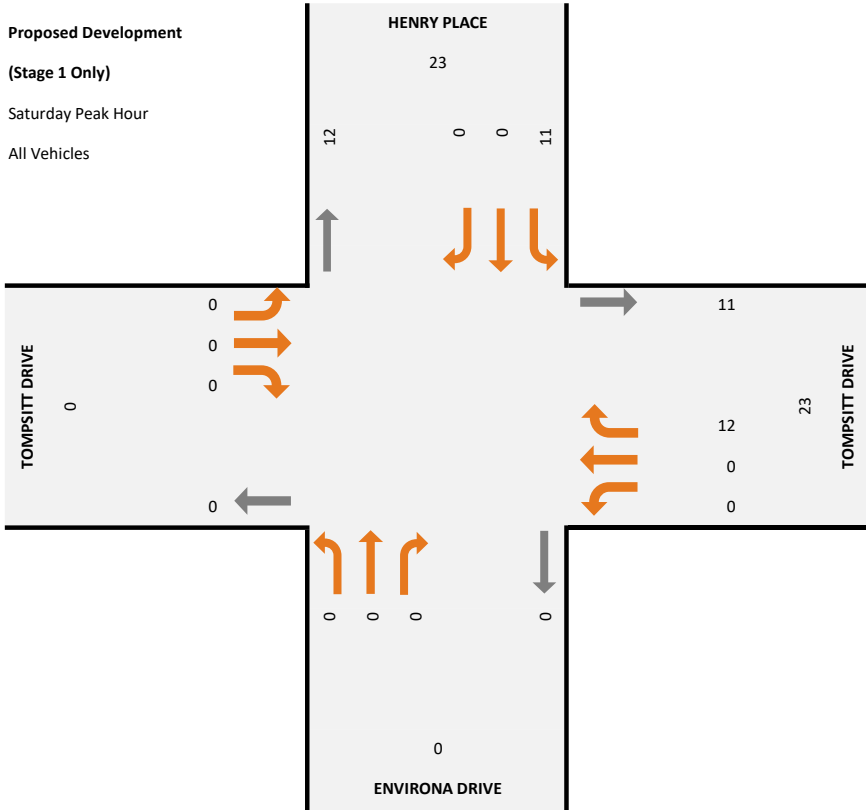 Proposed Development
(Stage 1 Only)
Saturday Peak Hour
All Vehicles
HENRY PLACE
23
12
0
0
11
0
0
0
TOMPSITT DRIVE
0
0
11
12
0
0
23
TOMPSITT DRIVE
0
0
0
0
0
ENVIRONA DRIVE